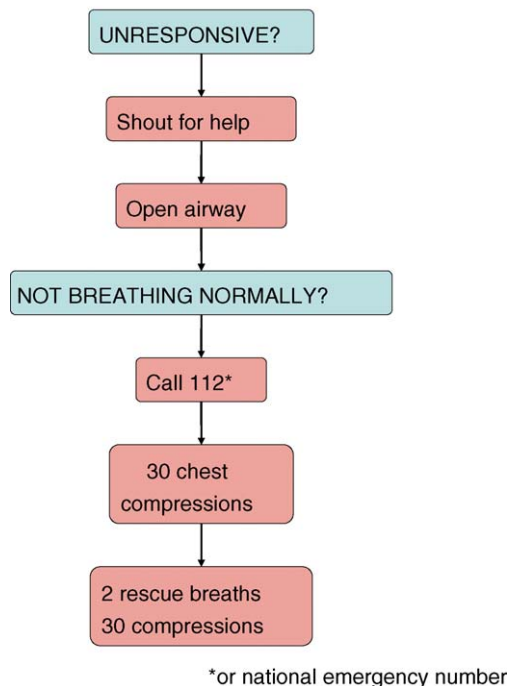 UNRESPONSIVE?
Shout for help
Open airway
NOT BREATHING NORMALLY?
Call 112*
30 chest
compressions
2 rescue breaths
30 compressions
*or national emergency number